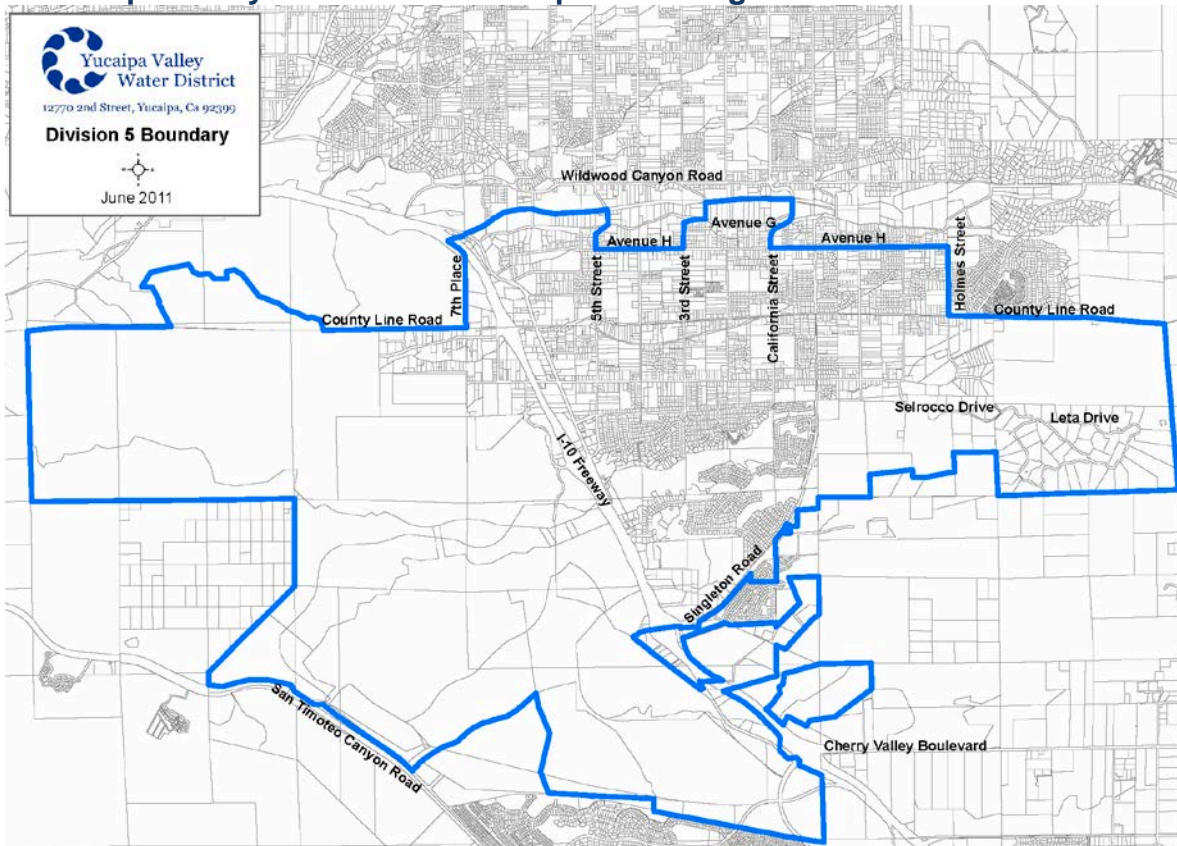 Yucaipa Valley
Water District
12770 2nd Street, Yucaipa, Ca 92399
Division 5 Boundary
June 2011
Wildwood Canyon Road
Avenue G
Avenue H
Avenue H
7th Place
5th Street
3rd Street
California Street
Holmes Street
County Line Road
County Line Road
Selrocco Drive
Leta Drive
I-10 Freeway
Singleton Road
San Timoteo Canyon Road
Cherry Valley Boulevard